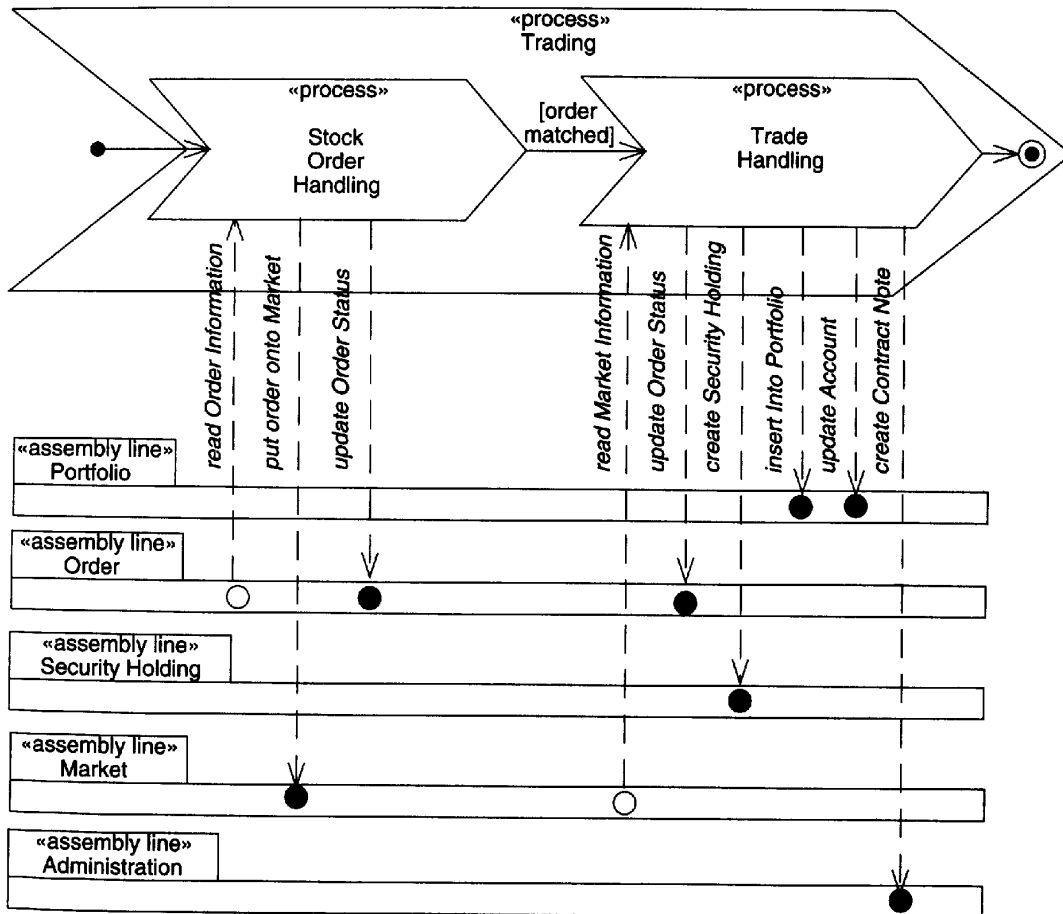 «process»
Trading
«process»
Stock
Order
Handling
[order
matched]
«process»
Trade
Handling
read Order Information
put order onto Market
update Order Status
read Market Information
update Order Status
create Security Holding
insert Into Portfolio
update Account
create Contract Note
«assembly line»
Portfolio
«assembly line»
Order
«assembly line»
Security Holding
«assembly line»
Market
«assembly line»
Administration